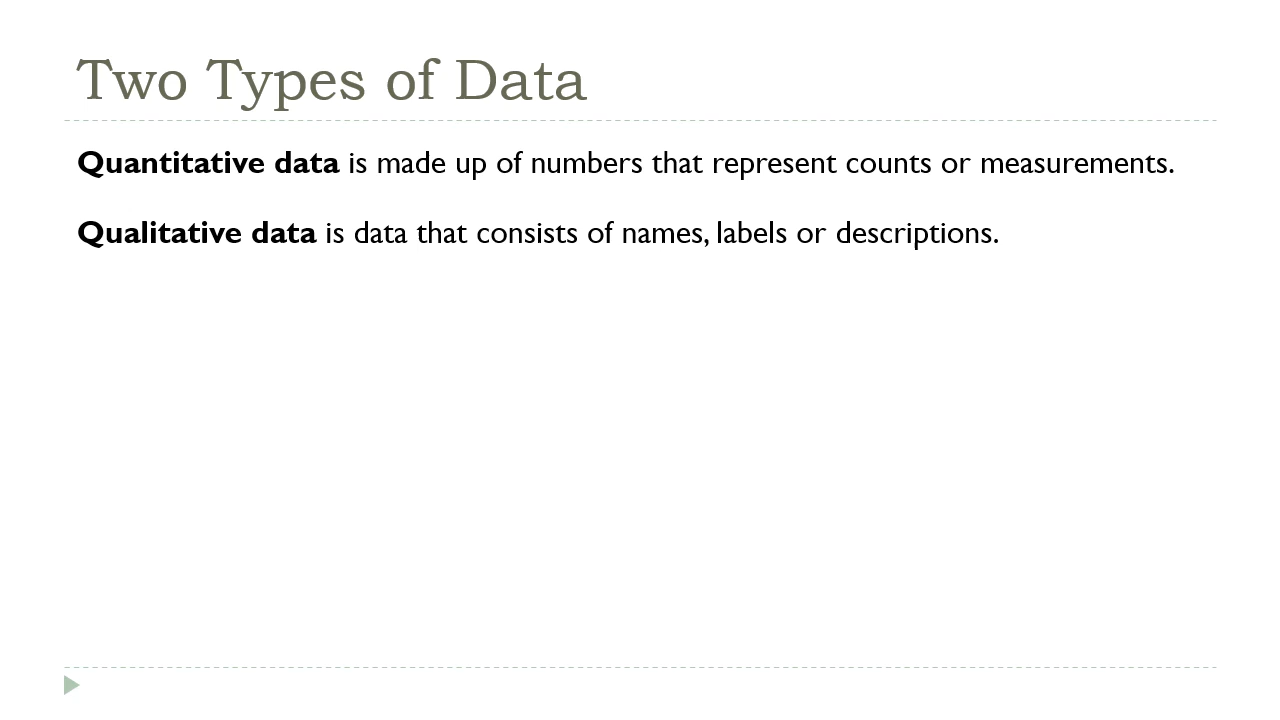 Two Types of Data
Quantitative data is made up of numbers that represent counts or measurements.
Qualitative data is data that consists of names, labels or descriptions.